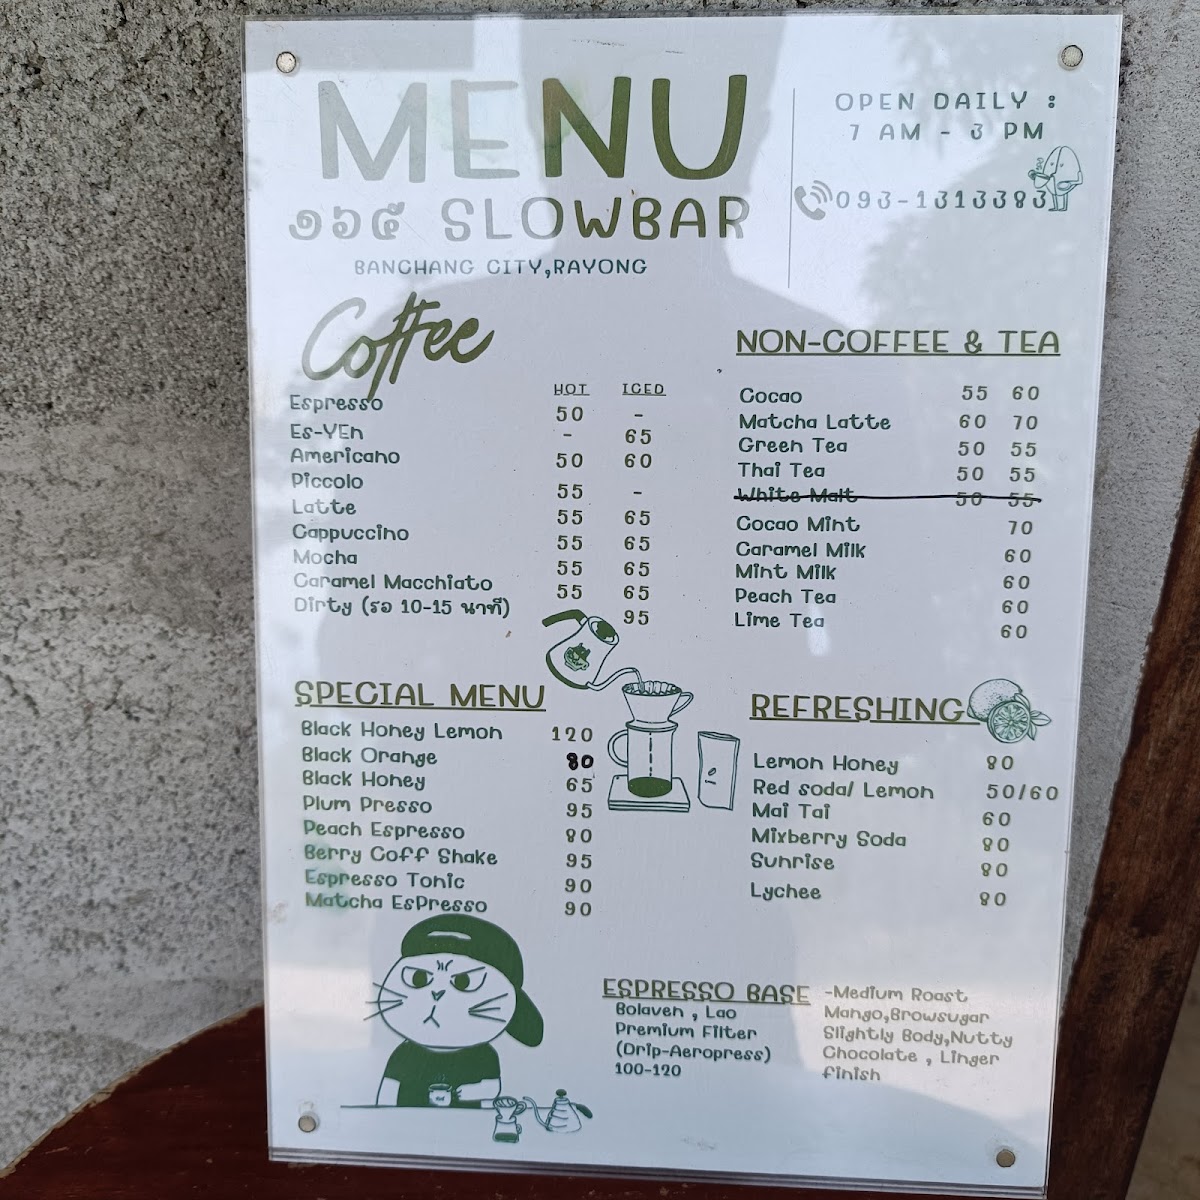 MENU
๑๖๕ SLOWBAR
BANCHANG CITY,RAYONG
OPEN DAILY :
7 AM - 3 PM
093-1313383
Coffee
HOT ICED
Espresso 50 -
Es-YEn - 65
Americano 50 60
Piccolo 55 -
Latte 55 65
Cappuccino 55 65
Mocha 55 65
Caramel Macchiato 55 65
Dirty (รอ 10-15 นาที) 95
NON-COFFEE & TEA
Cocao 55 60
Matcha Latte 60 70
Green Tea 50 55
Thai Tea 50 55
White Malt 50 55
Cocao Mint 70
Caramel Milk 60
Mint Milk 60
Peach Tea 60
Lime Tea 60
SPECIAL MENU
Black Honey Lemon 120
Black Orange 80
Black Honey 65
Plum Presso 95
Peach Espresso 80
Berry Coff Shake 95
Espresso Tonic 90
Matcha EsPresso 90
REFRESHING
Lemon Honey 80
Red soda/ Lemon 50/60
Mai Tai 60
Mixberry Soda 80
Sunrise 80
Lychee 80
ESPRESSO BASE
Bolaven , Lao
Premium Filter
(Drip-Aeropress)
100-120
-Medium Roast
Mango,Browsugar
Slightly Body,Nutty
Chocolate , Linger
finish